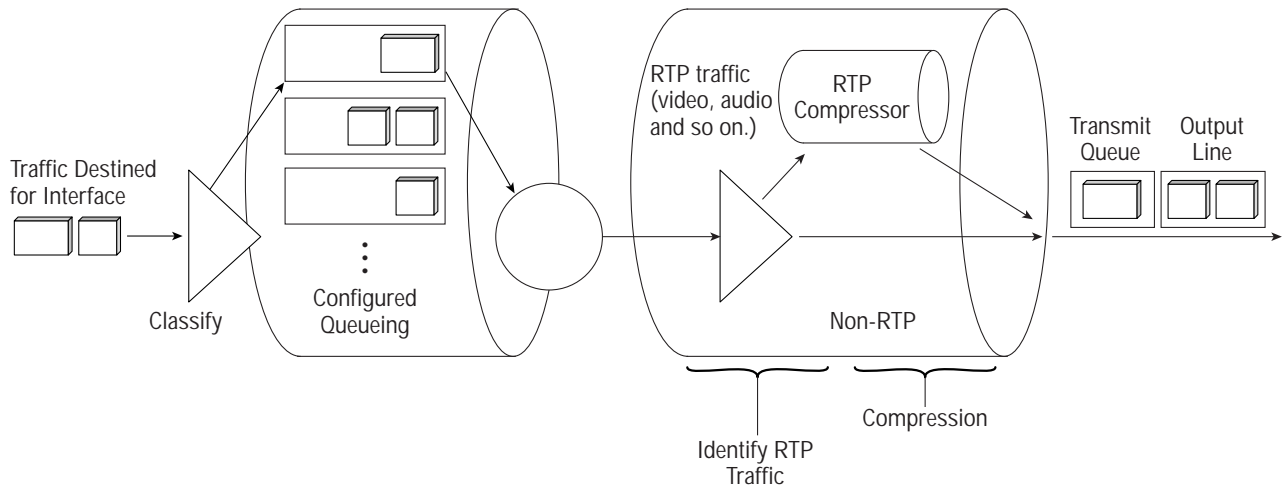 Traffic Destined
for Interface
Classify
Configured
Queueing
RTP traffic
(video, audio
and so on.)
RTP
Compressor
Non-RTP
Transmit
Queue
Output
Line
Identify RTP
Traffic
Compression